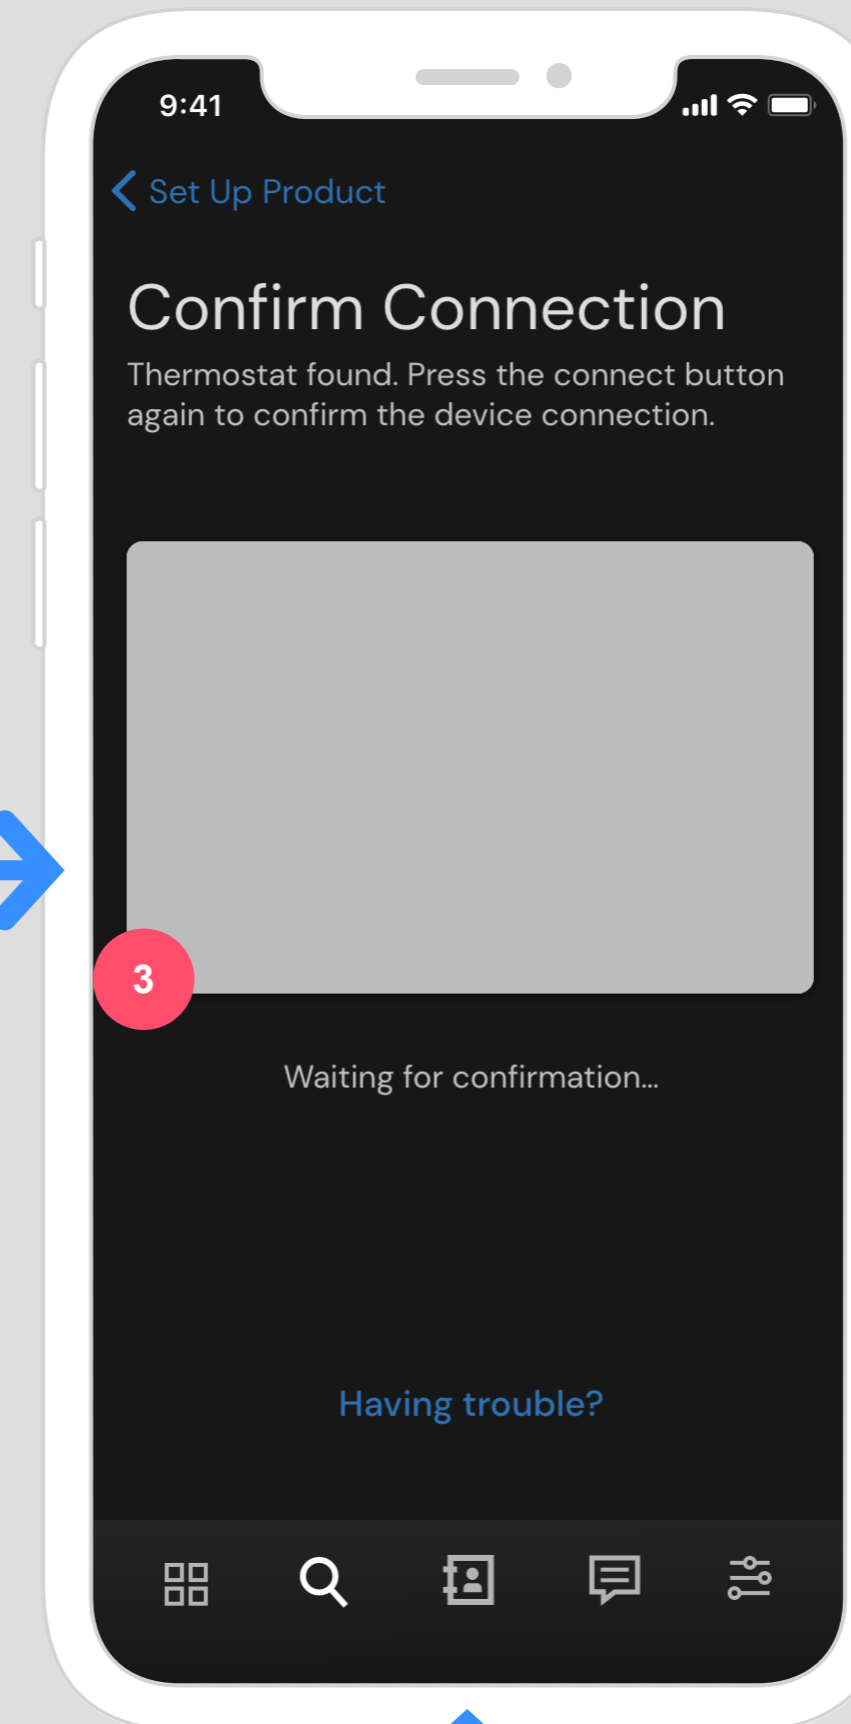 9:41
Set Up Product
Confirm Connection
Thermostat found. Press the connect button
again to confirm the device connection.
3
Waiting for confirmation...
Having trouble?